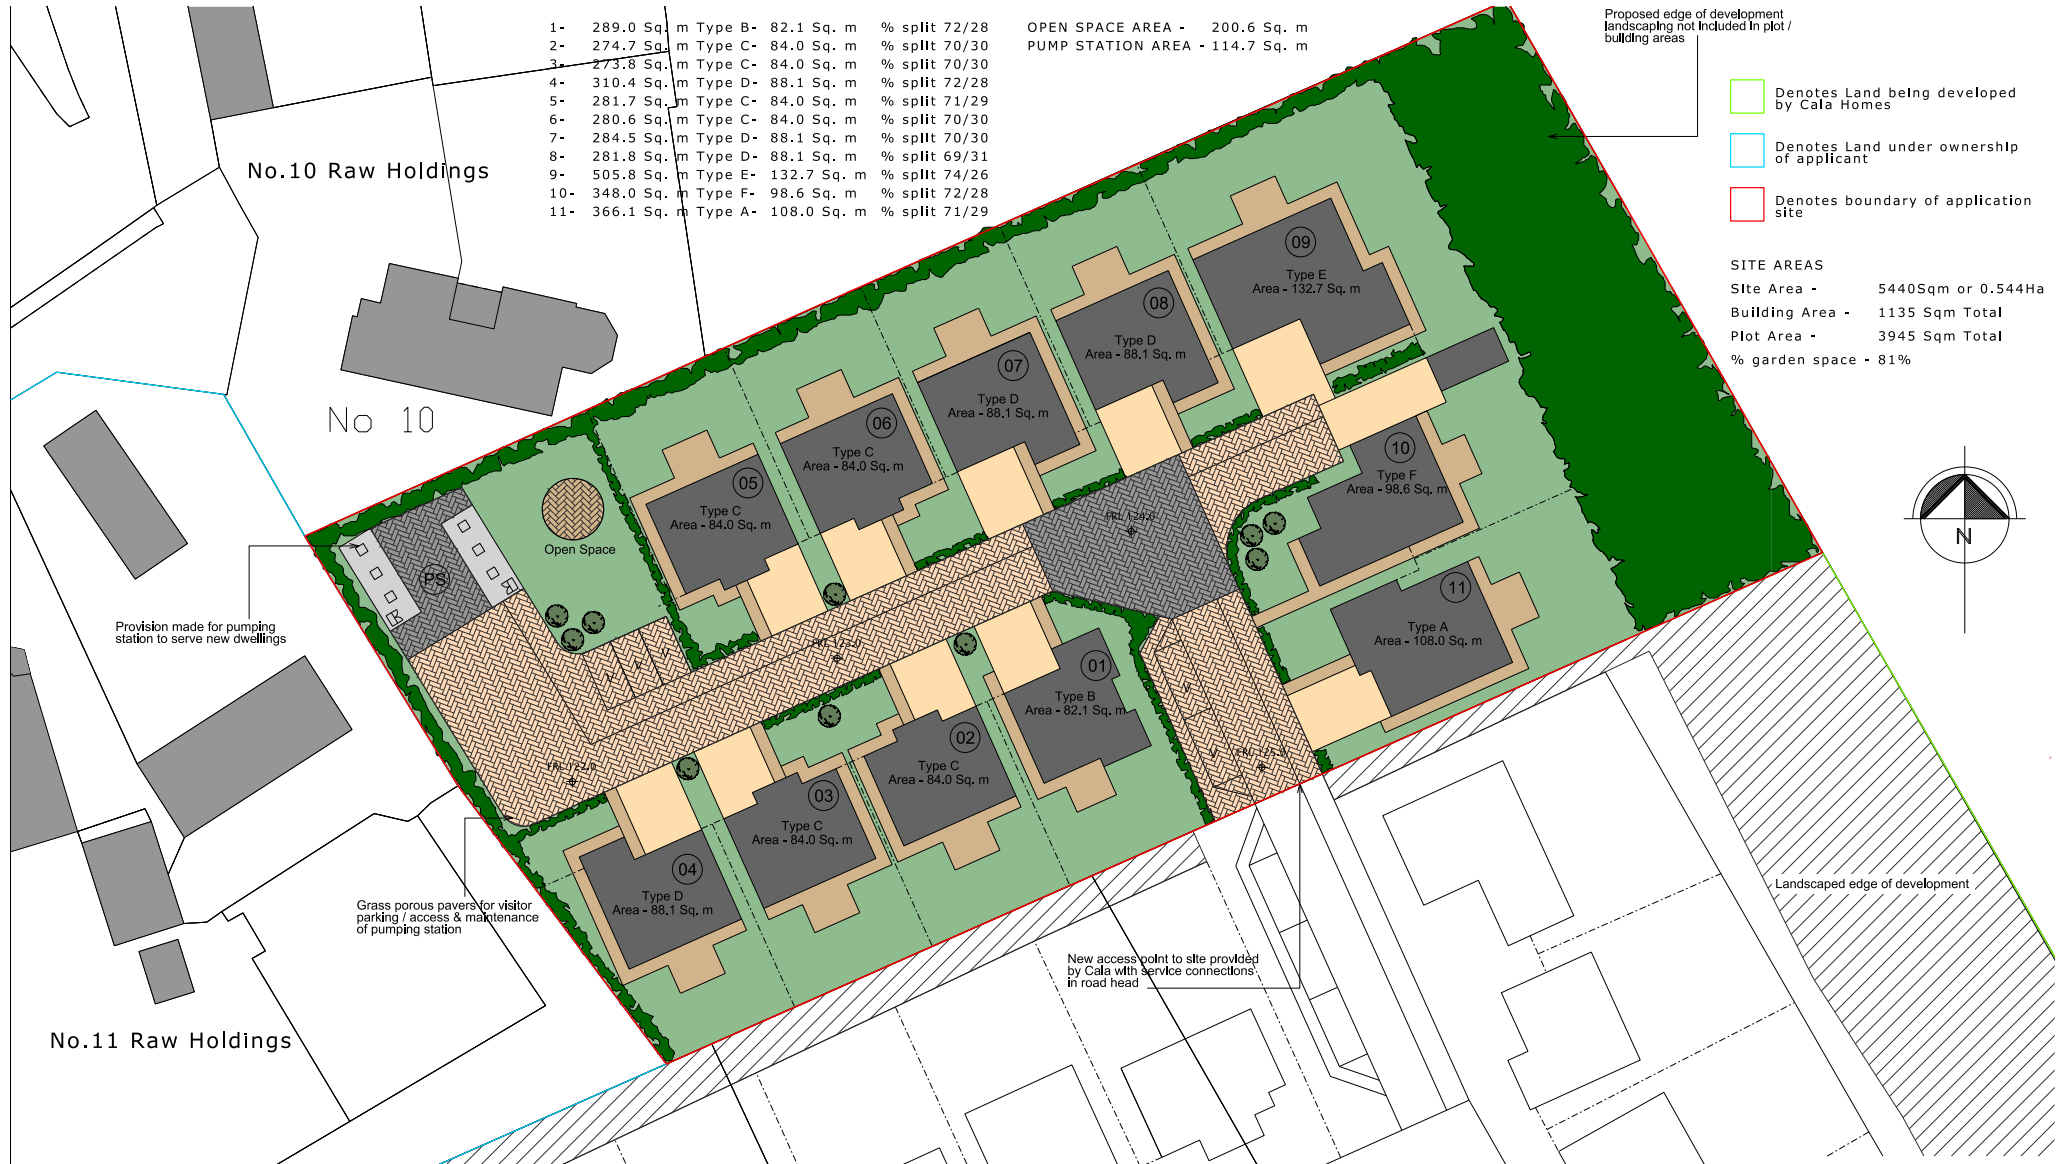 1- 289.0 Sq. m Type B- 82.1 Sq. m % split 72/28
2- 274.7 Sq. m Type C- 84.0 Sq. m % split 70/30
3- 273.8 Sq. m Type C- 84.0 Sq. m % split 70/30
4- 310.4 Sq. m Type D- 88.1 Sq. m % split 72/28
5- 281.7 Sq. m Type C- 84.0 Sq. m % split 71/29
6- 280.6 Sq. m Type C- 84.0 Sq. m % split 70/30
7- 284.5 Sq. m Type D- 88.1 Sq. m % split 70/30
8- 281.8 Sq. m Type D- 88.1 Sq. m % split 69/31
9- 505.8 Sq. m Type E- 132.7 Sq. m % split 74/26
10- 348.0 Sq. m Type F- 98.6 Sq. m % split 72/28
11- 366.1 Sq. m Type A- 108.0 Sq. m % split 71/29
OPEN SPACE AREA - 200.6 Sq. m
PUMP STATION AREA - 114.7 Sq. m
Proposed edge of development
landscaping not included in plot /
building areas
Denotes Land being developed
by Cala Homes
Denotes Land under ownership
of applicant
Denotes boundary of application
site
SITE AREAS
Site Area - 5440Sqm or 0.544Ha
Building Area - 1135 Sqm Total
Plot Area - 3945 Sqm Total
% garden space - 81%
No.10 Raw Holdings
No 10
09
Type E
Area - 132.7 Sq. m
08
Type D
Area - 88.1 Sq. m
07
Type D
Area - 88.1 Sq. m
06
Type C
Area - 84.0 Sq. m
05
Type C
Area - 84.0 Sq. m
10
Type F
Area - 98.6 Sq. m
11
Type A
Area - 108.0 Sq. m
01
Type B
Area - 82.1 Sq. m
02
Type C
Area - 84.0 Sq. m
03
Type C
Area - 84.0 Sq. m
04
Type D
Area - 88.1 Sq. m
Open Space
PS
R
R
V
V
V
V
V
FRL 124.0
FRL 123.0
FRL 122.0
FRL 125.0
N
Provision made for pumping
station to serve new dwellings
Grass porous pavers for visitor
parking / access & maintenance
of pumping station
New access point to site provided
by Cala with service connections
in road head
Landscaped edge of development
No.11 Raw Holdings